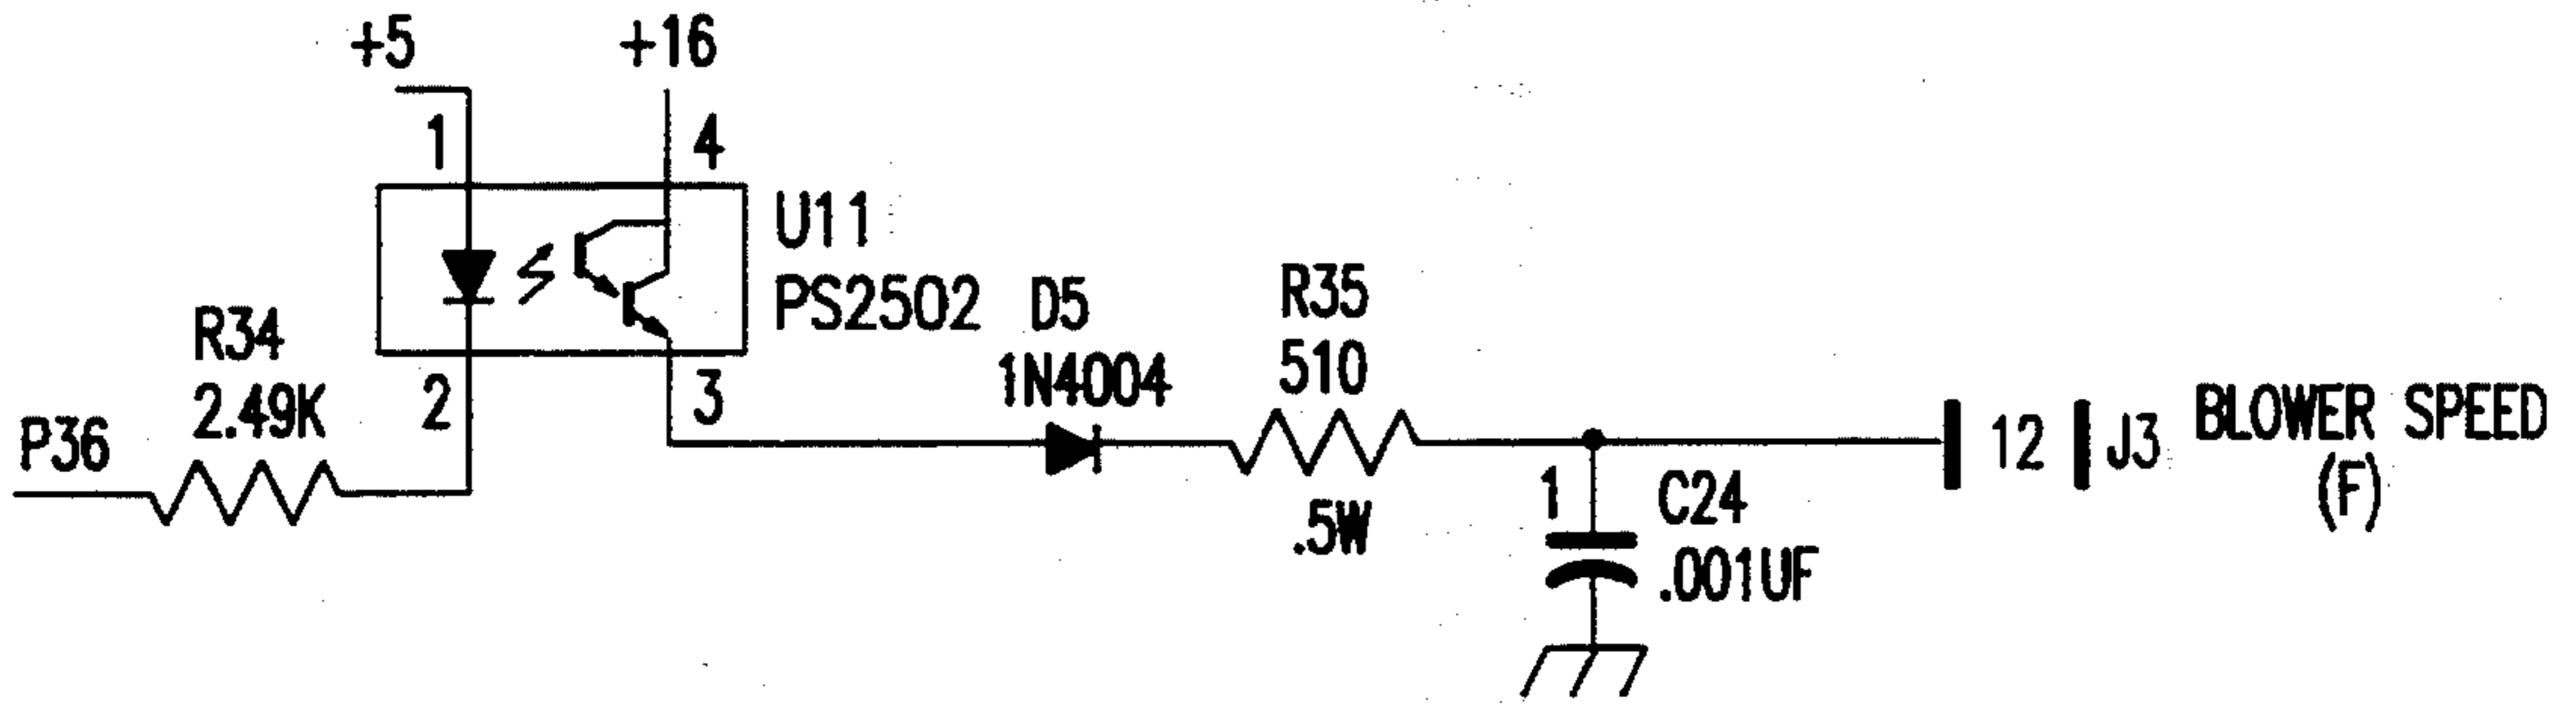 +5
+16
1
4
U11
PS2502
R34
2.49K
P36
2
3
D5
1N4004
R35
510
.5W
1
C24
.001UF
12
J3
BLOWER SPEED
(F)